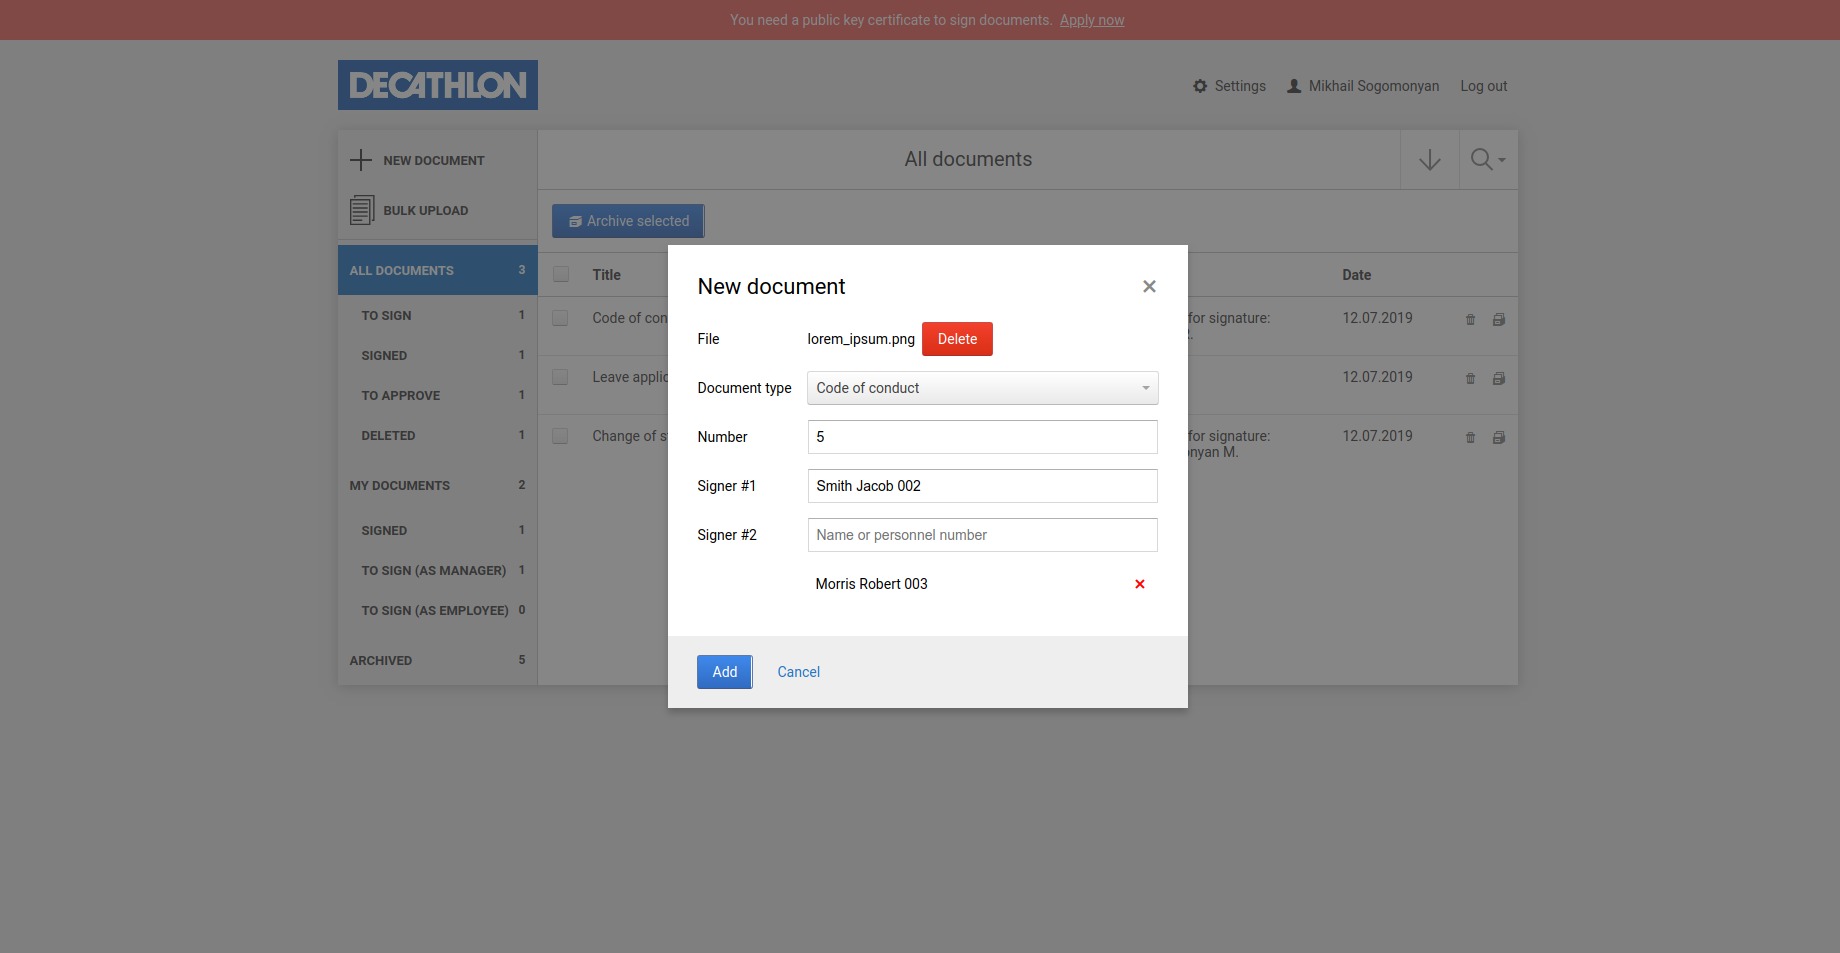 You need a public key certificate to sign documents. Apply now
DECATHLON
Settings
Mikhail Sogomonyan
Log out
NEW DOCUMENT
BULK UPLOAD
ALL DOCUMENTS 3
TO SIGN 1
SIGNED 1
TO APPROVE 1
DELETED 1
MY DOCUMENTS 2
SIGNED 1
TO SIGN (AS MANAGER) 1
TO SIGN (AS EMPLOYEE) 0
ARCHIVED 5
All documents
Archive selected
Title
Date
Code of con
for signature:
12.07.2019
Leave applic
12.07.2019
Change of s
for signature:
onyan M.
12.07.2019
New document
File lorem_ipsum.png Delete
Document type Code of conduct
Number 5
Signer #1 Smith Jacob 002
Signer #2 Name or personnel number
Morris Robert 003
Add Cancel